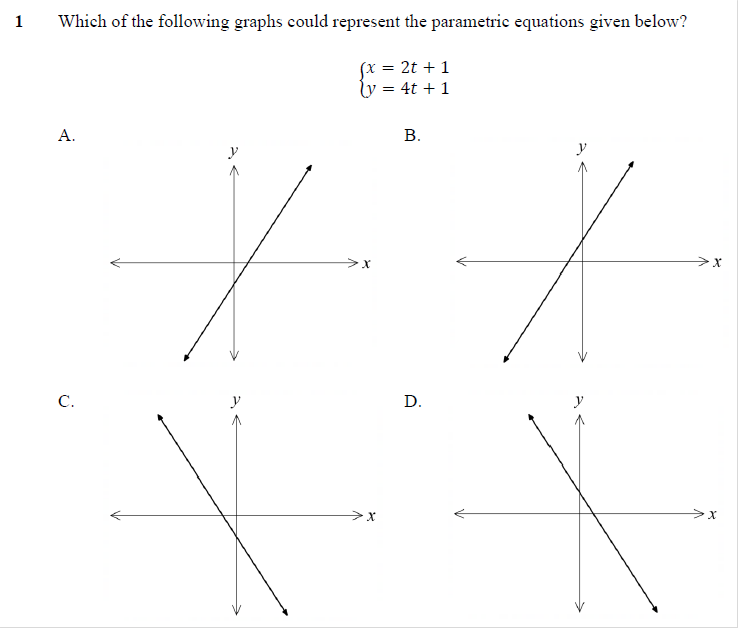 1 Which of the following graphs could represent the parametric equations given below?
{x = 2t + 1
y = 4t + 1
A. B.
y y
x x
C. D.
y y
x x